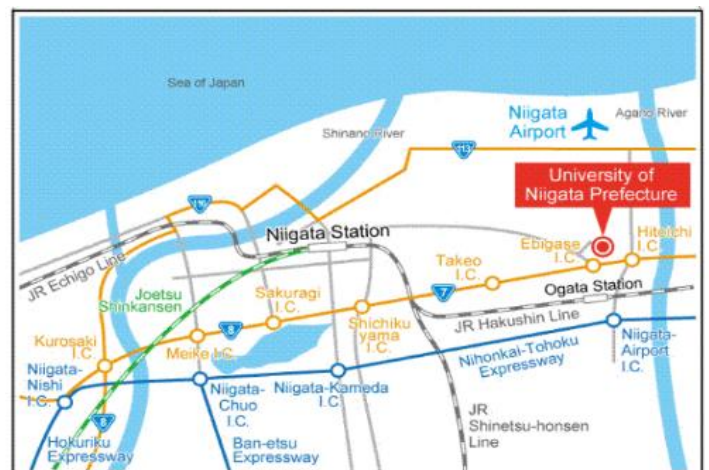 Sea of Japan
Niigata
Airport
Agano River
Shinano River
113
University of
Niigata Prefecture
116
Niigata Station
Hiteichi
I.C.
Ebigase
I.C.
Takeo
I.C.
JR Echigo Line
Joetsu
Shinkansen
Ogata Station
7
Sakuragi
I.C.
8
Shichiku
yama
I.C.
JR Hakushin Line
Kurosaki
I.C.
Meike I.C.
Niigata-
Airport
I.C.
Nihonkai-Tohoku
Expressway
Niigata-
Nishi
I.C.
Niigata-
Chuo
I.C.
Niigata-Kameda
I.C
8
JR
Shinetsu-honsen
Line
Hokuriku
Expressway
Ban-etsu
Expressway